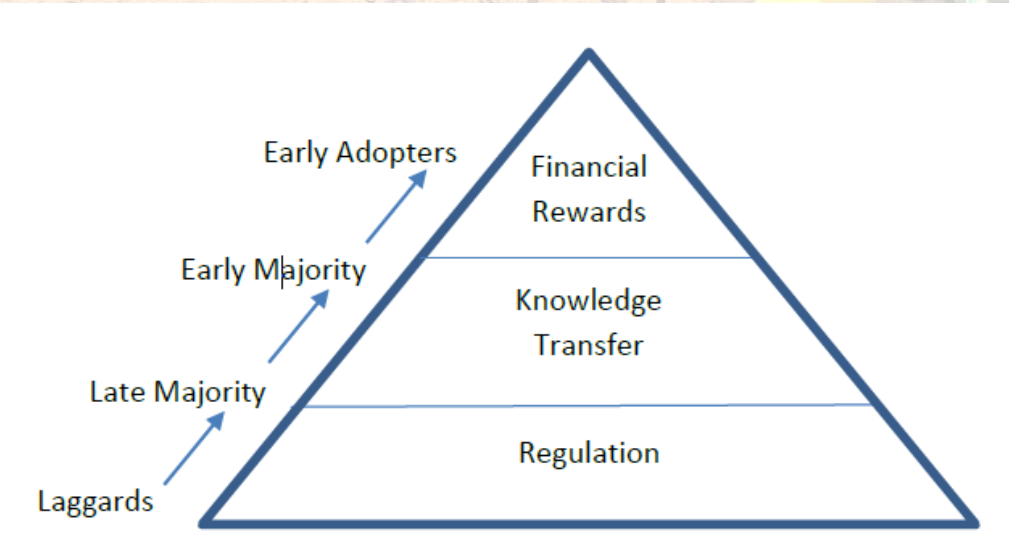 Early Adopters
Financial
Rewards
Early Majority
Knowledge
Transfer
Late Majority
Regulation
Laggards